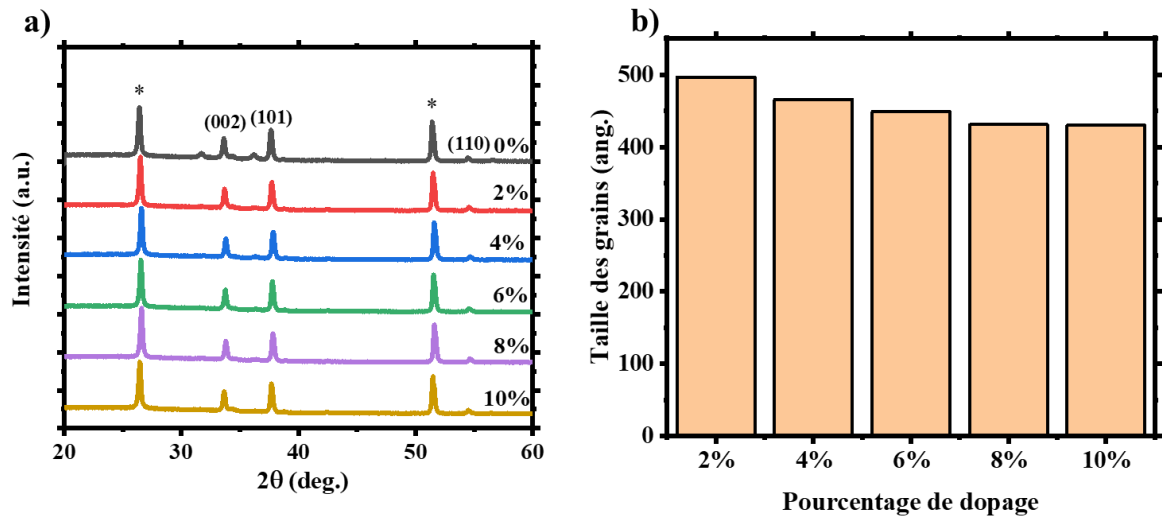 a)
*
*
(002)
(101)
(110)
0%
2%
4%
6%
8%
10%
Intensité (a.u.)
20 30 40 50 60
2θ (deg.)
b)
500
400
300
200
100
0
Taille des grains (ang.)
2% 4% 6% 8% 10%
Pourcentage de dopage